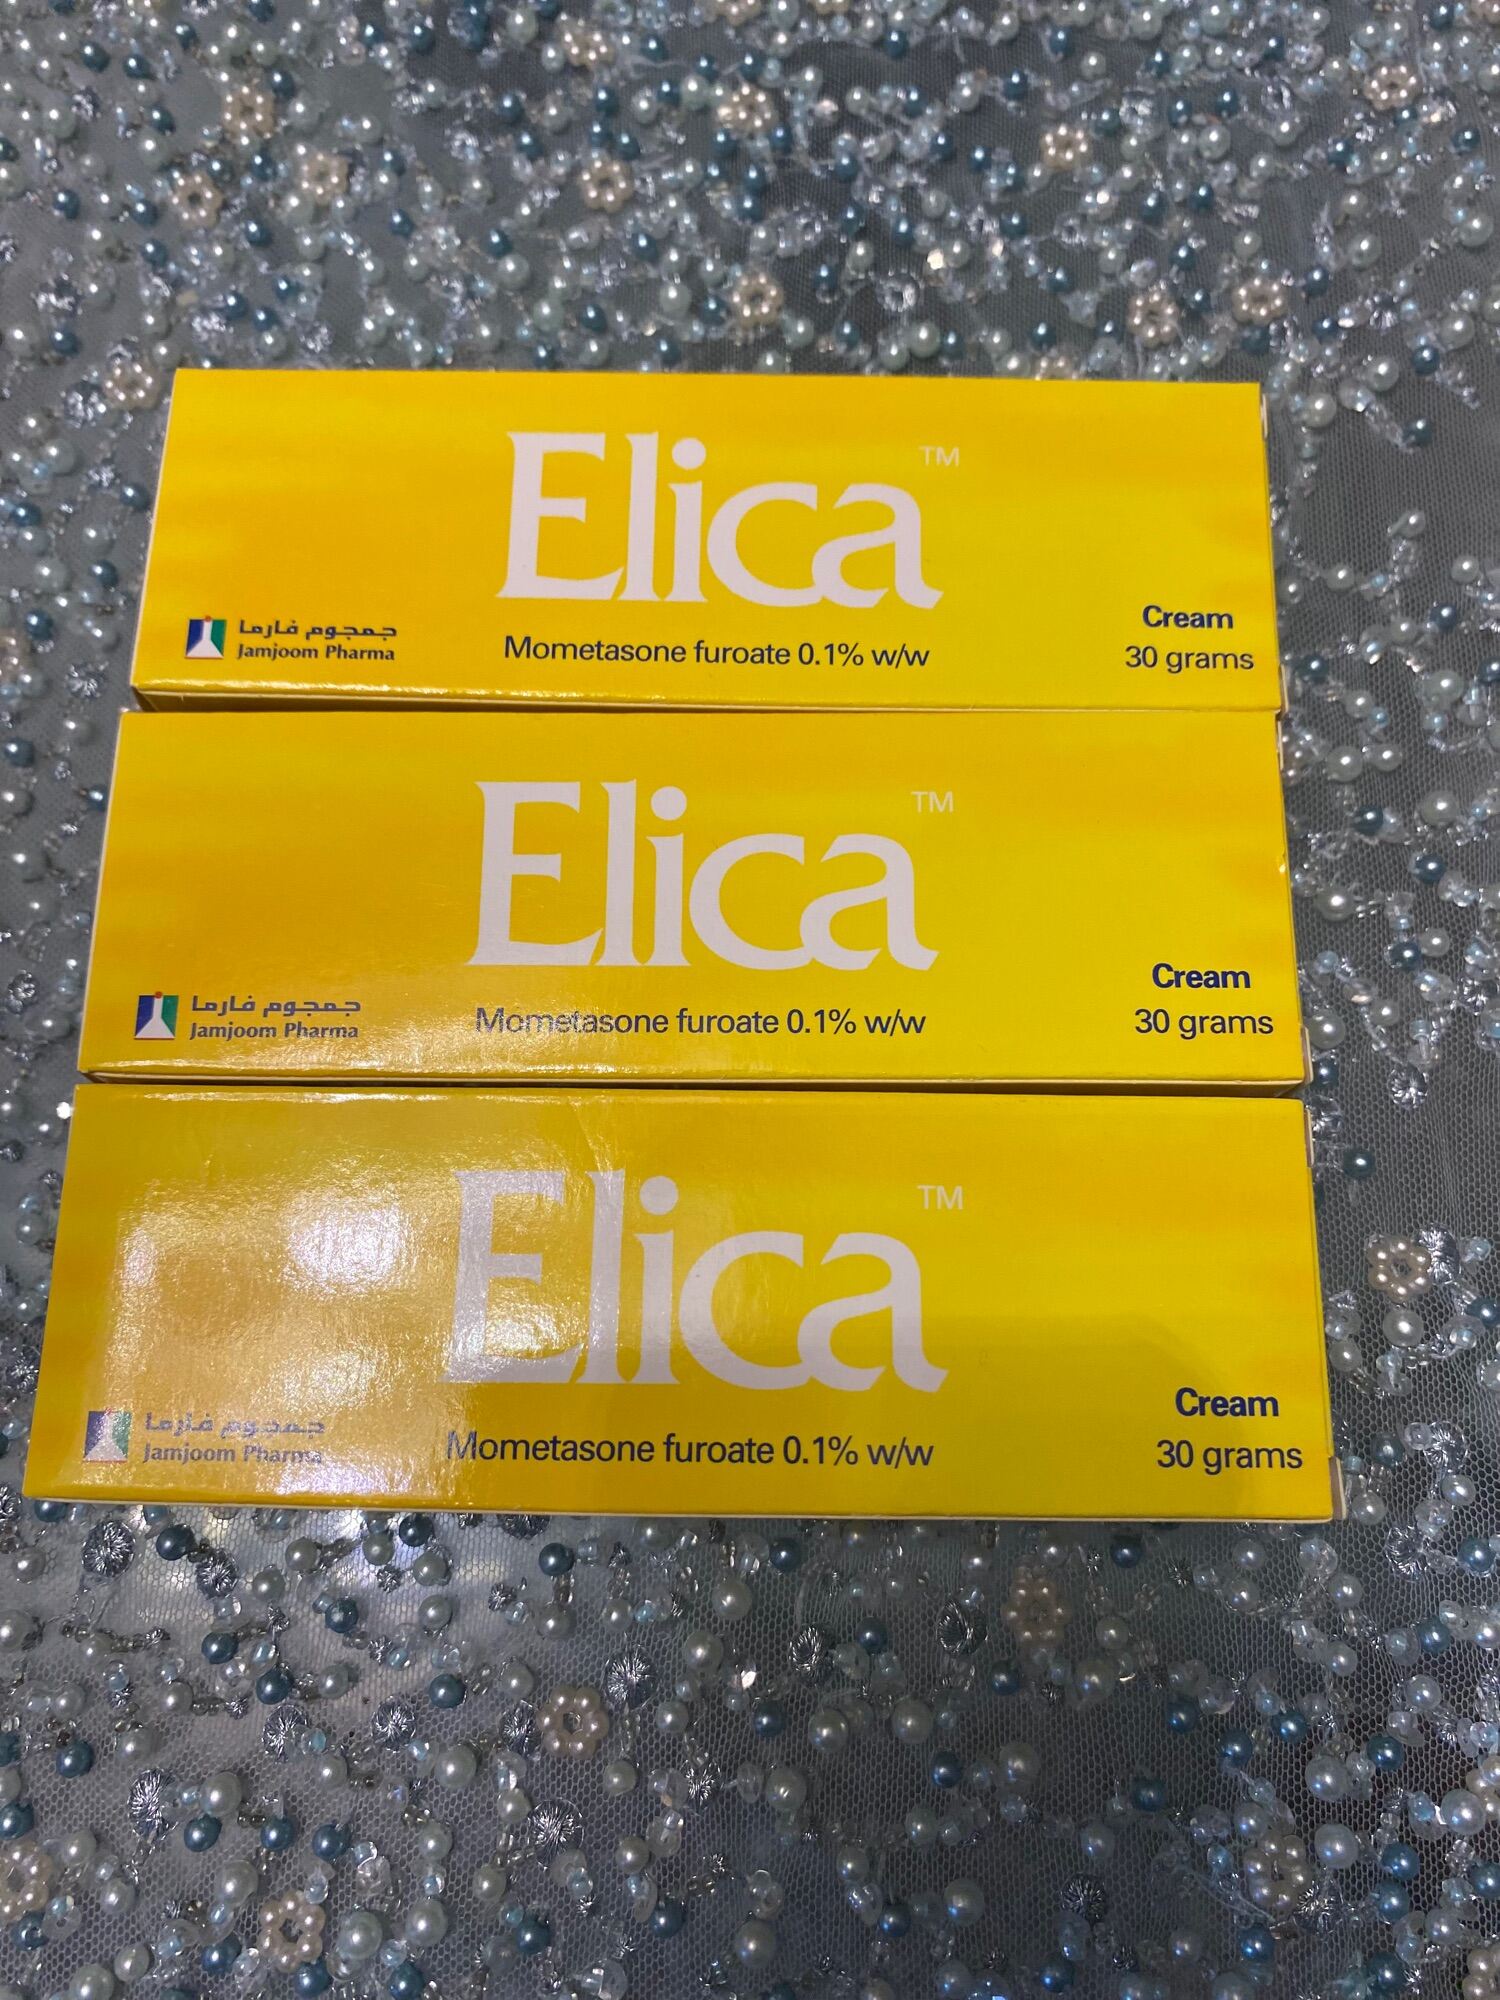 Elica™
جمجوم فارما
Jamjoom Pharma
Mometasone furoate 0.1% w/w
Cream
30 grams
Elica™
جمجوم فارما
Jamjoom Pharma
Mometasone furoate 0.1% w/w
Cream
30 grams
Elica™
جمجوم فارما
Jamjoom Pharma
Mometasone furoate 0.1% w/w
Cream
30 grams